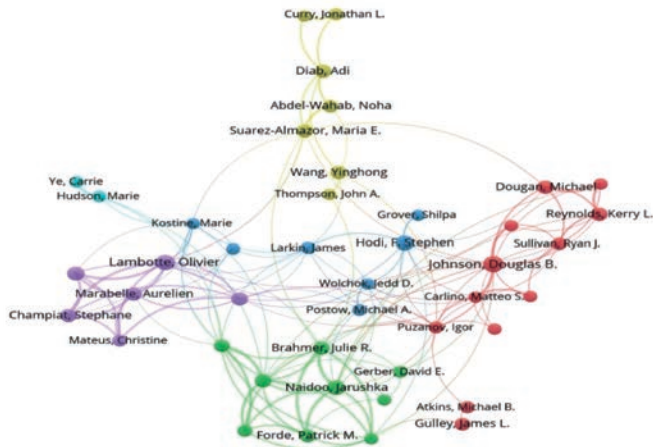 Curry, Jonathan L.
Diab, Adi
Abdel-Wahab, Noha
Suarez-Almazor, Maria E.
Wang, Yinghong
Thompson, John A.
Ye, Carrie
Hudson, Marie
Kostine, Marie
Grover, Shilpa
Dougan, Michael
Reynolds, Kerry L.
Larkin, James
Hodi, F. Stephen
Sullivan, Ryan J.
Lambotte, Olivier
Johnson, Douglas B.
Wolchok, Jedd D.
Marabelle, Aurelien
Carlino, Matteo S.
Champiat, Stephane
Postow, Michael A.
Puzanov, Igor
Mateus, Christine
Brahmer, Julie R.
Gerber, David E.
Naidoo, Jarushka
Atkins, Michael B.
Gulley, James L.
Forde, Patrick M.